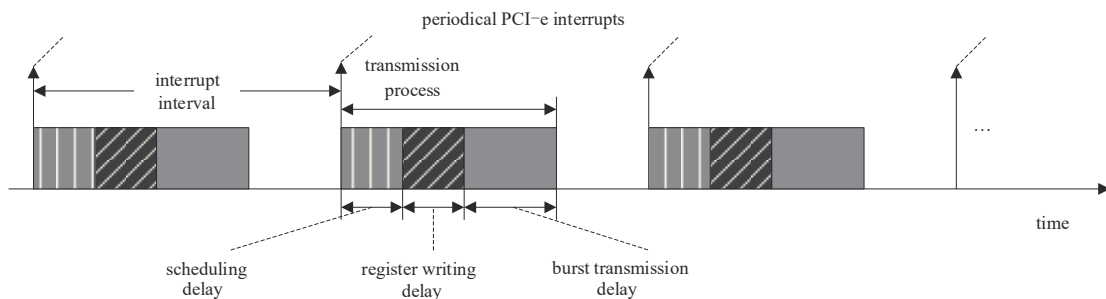 periodical PCI−e interrupts
transmission
process
interrupt
interval
...
time
scheduling
delay
register writing
delay
burst transmission
delay